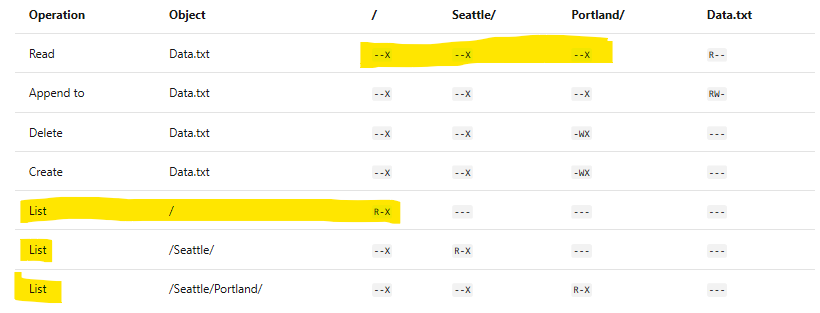 Operation Object / Seattle/ Portland/ Data.txt
Read Data.txt --X --X --X R--
Append to Data.txt --X --X --X RW-
Delete Data.txt --X --X -WX ---
Create Data.txt --X --X -WX ---
List / R-X --- --- ---
List /Seattle/ --X R-X --- ---
List /Seattle/Portland/ --X --X R-X ---